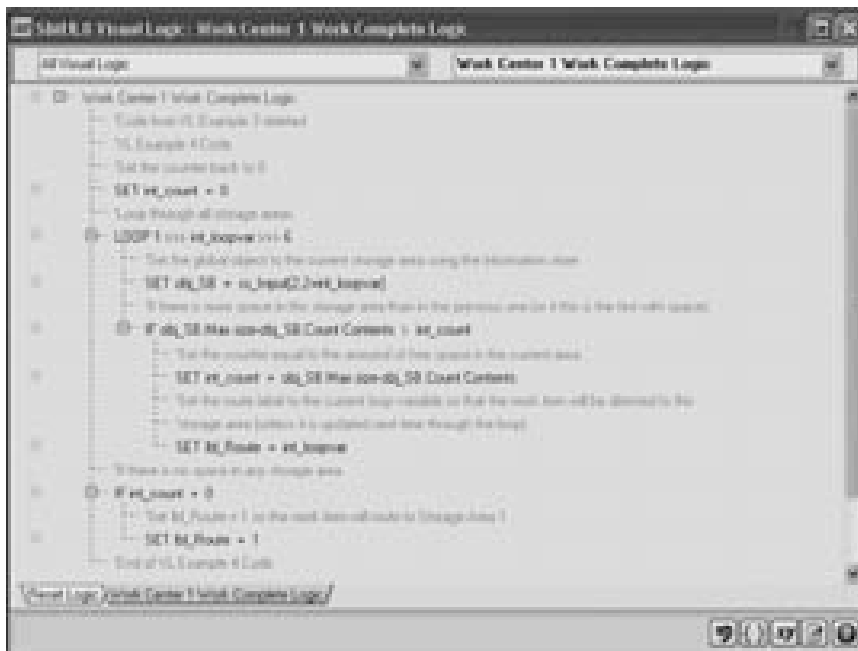 SIMUL8 Visual Logic - Work Center 1 Work Complete Logic
All Visual Logic
Work Center 1 Work Complete Logic
Work Center 1 Work Complete Logic
'Code from VL Example 3 deleted
'VL Example 4 Code
'Set the counter back to 0
SET int_count = 0
'Loop through all storage areas
LOOP 1 >>> int_loopvar >>> 6
'Set the global object to the current storage area using the information store
SET obj_SB = ss_Input[2,2+int_loopvar]
'If there is more space in the storage area than in the previous one (or if this is the first with space)
IF obj_SB.Max size-obj_SB.Count Contents > int_count
'Set the counter equal to the amount of free space in the current area
SET int_count = obj_SB.Max size-obj_SB.Count Contents
'Set the route label to the current loop variable so that the work item will be directed to this
'storage area (unless it is updated next time through the loop)
SET lbl_Route = int_loopvar
'If there is no space in any storage area
IF int_count = 0
'Set lbl_Route = 1 so the work item will route to Storage Area 1
SET lbl_Route = 1
'End of VL Example 4 Code
Visual Logic
Work Center 1 Work Complete Logic